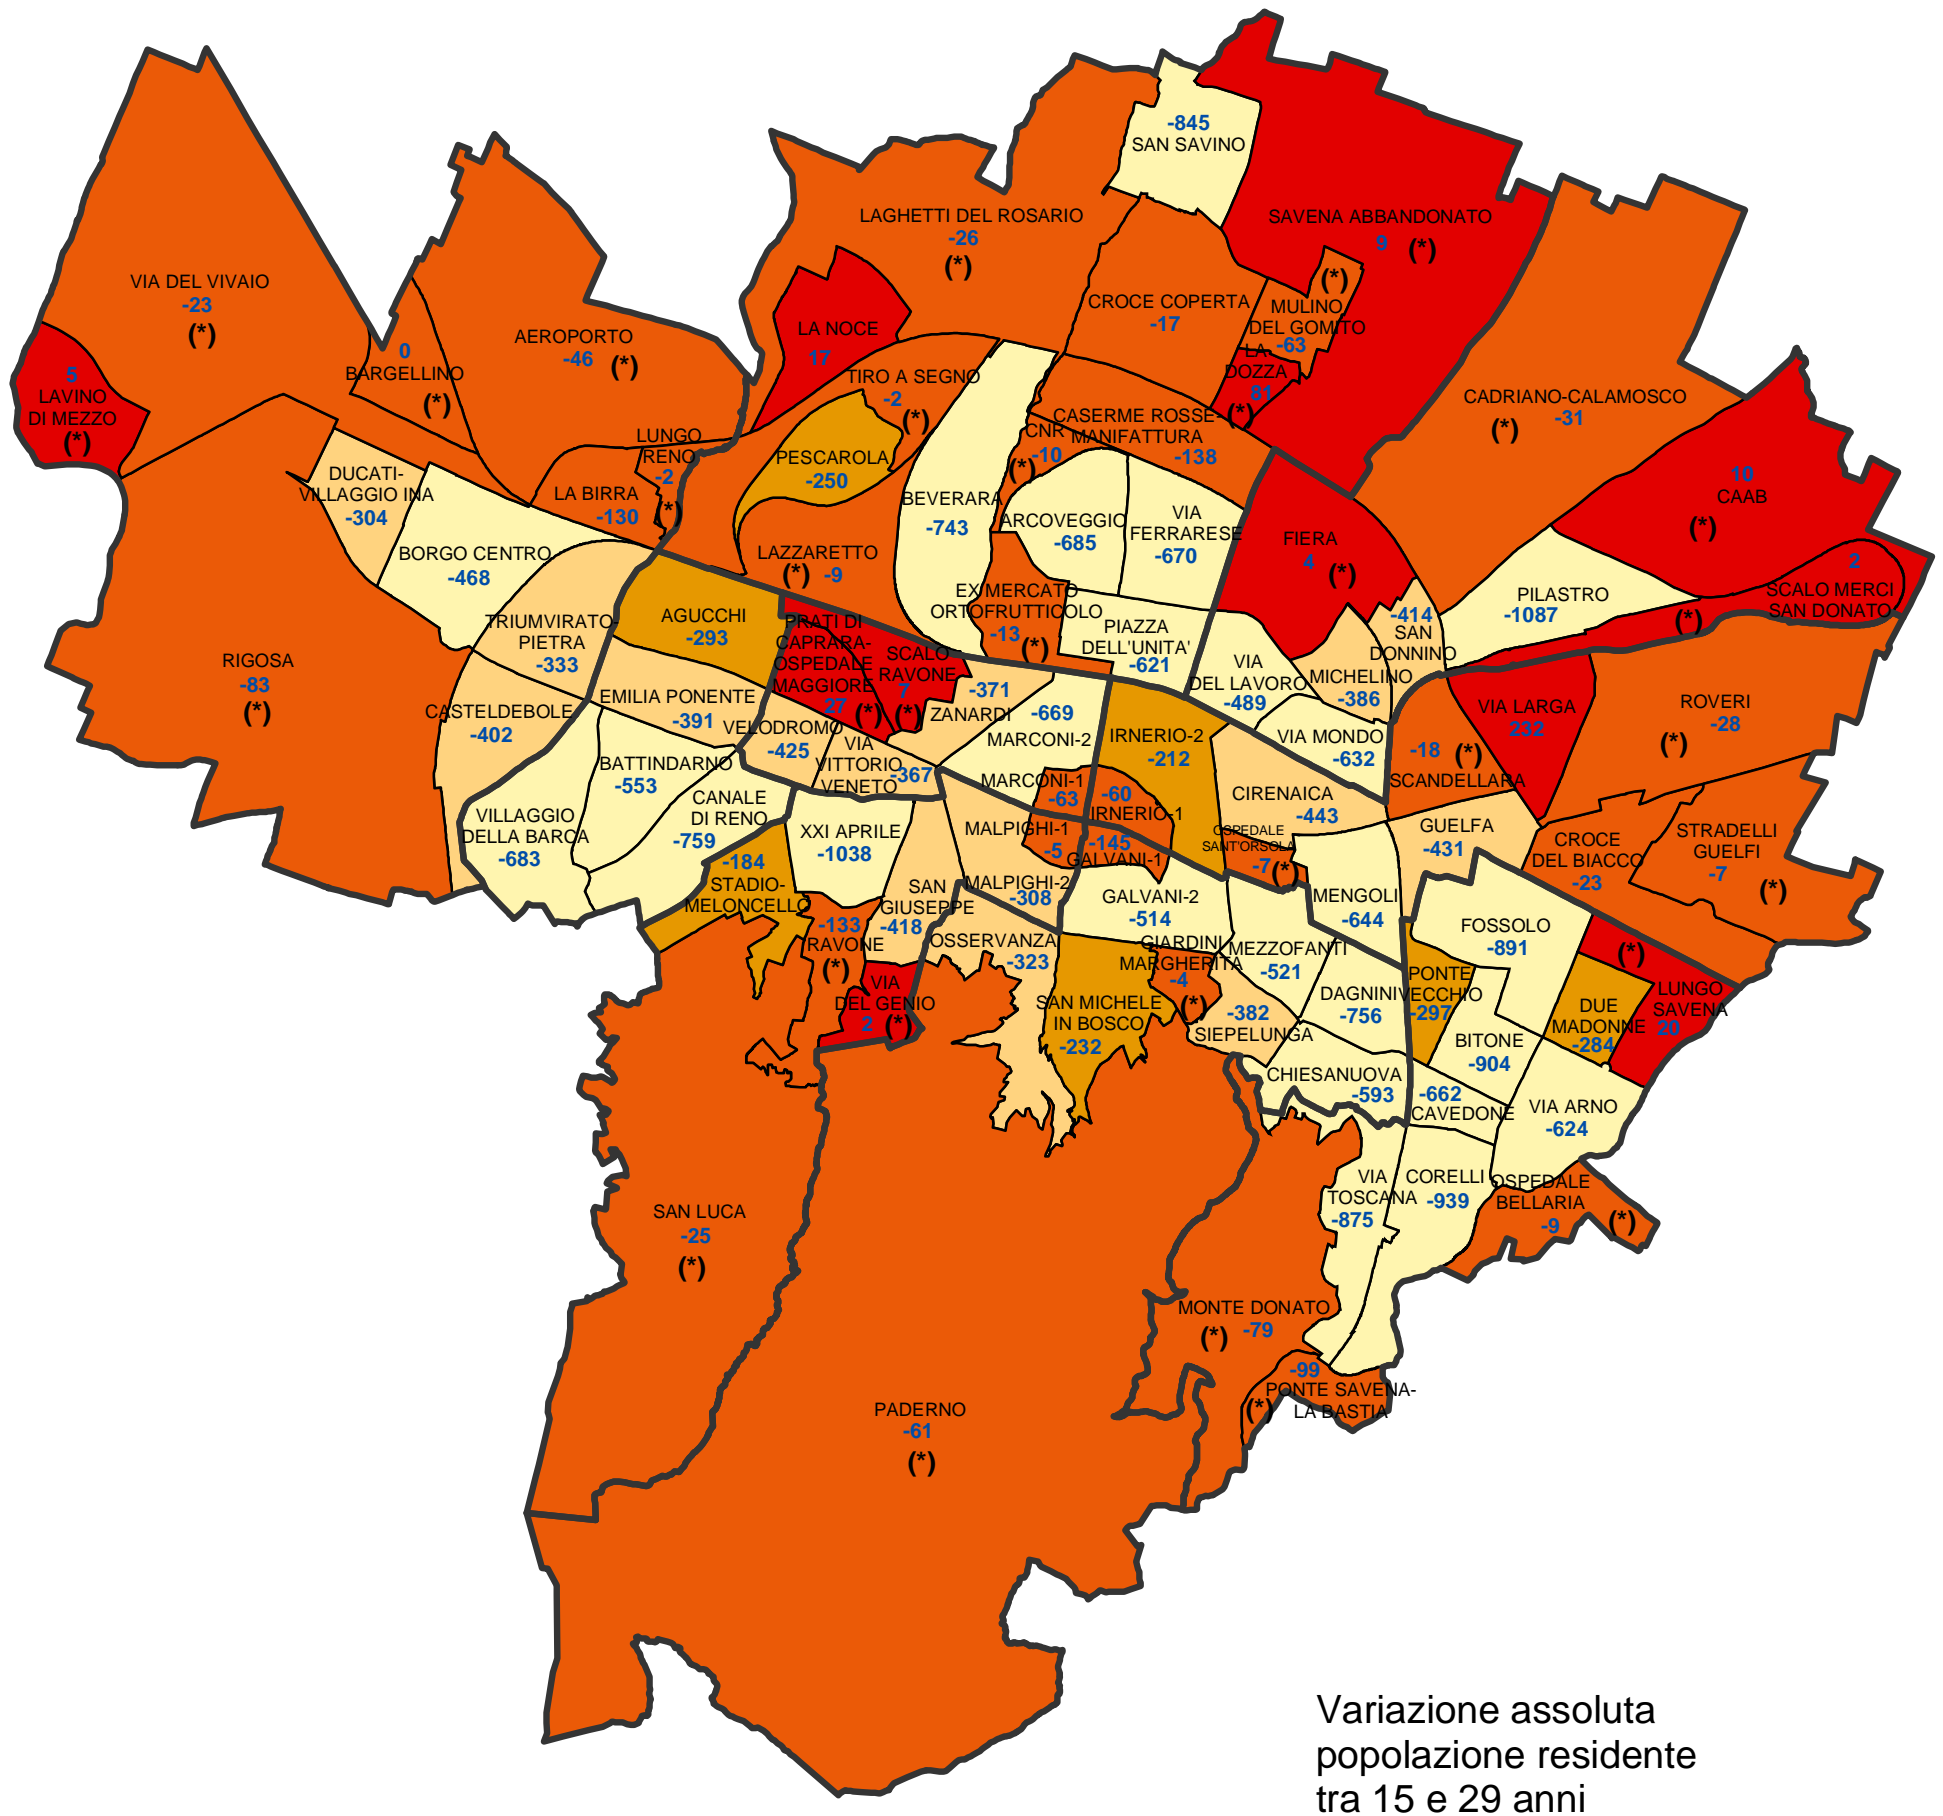 -845
SAN SAVINO
LAGHETTI DEL ROSARIO
-26
(*)
SAVENA ABBANDONATO
9 (*)
VIA DEL VIVAIO
-23
(*)
AEROPORTO
-46 (*)
0
BARGELLINO
(*)
5
LAVINO
DI MEZZO
(*)
LA NOCE
17
CROCE COPERTA
-17
(*)
MULINO
DEL GOMITO
-63
LA
DOZZA
81
(*)
TIRO A SEGNO
-2
(*)
CADRIANO-CALAMOSCO
-31
(*)
CASERME ROSSE-
MANIFATTURA
-138
CNR
-10
(*)
LUNGO
RENO
-2
(*)
PESCAROLA
-250
DUCATI-
VILLAGGIO INA
-304
LA BIRRA
-130
BEVERARA
-743
ARCOVEGGIO
-685
VIA
FERRARESE
-670
10
CAAB
(*)
FIERA
4 (*)
BORGO CENTRO
-468
LAZZARETTO
(*) -9
2
SCALO MERCI
SAN DONATO
(*)
PILASTRO
-1087
EX MERCATO
ORTOFRUTTICOLO
-13 (*)
AGUCCHI
-293
TRIUMVIRATO-
PIETRA
-333
PRATI DI
CAPRARA-
OSPEDALE
MAGGIORE
27 (*)
SCALO
RAVONE
7
(*)
PIAZZA
DELL'UNITA'
-621
-414
SAN
DONNINO
RIGOSA
-83
(*)
VIA
DEL LAVORO
-489
MICHELINO
-386
EMILIA PONENTE
-391
-371
ZANARDI
-669
MARCONI-2
CASTELDEBOLE
-402
VELODROMO
-425
VIA
VITTORIO
VENETO
-367
IRNERIO-2
-212
VIA MONDO
-632
VIA LARGA
232
ROVERI
-28
(*)
-18 (*)
SCANDELLARA
BATTINDARNO
-553
MARCONI-1
-63
-60
IRNERIO-1
CIRENAICA
-443
CANALE
DI RENO
-759
VILLAGGIO
DELLA BARCA
-683
XXI APRILE
-1038
MALPIGHI-1
-5
-145
GALVANI-1
OSPEDALE
SANT'ORSOLA
-7 (*)
GUELFA
-431
CROCE
DEL BIACCO
-23
STRADELLI
GUELFI
-7
(*)
-184
STADIO-
MELONCELLO
SAN
GIUSEPPE
-418
MALPIGHI-2
-308
GALVANI-2
-514
MENGOLI
-644
FOSSOLO
-891
-133
RAVONE
(*)
OSSERVANZA
-323
GIARDINI
MARGHERITA
-4
(*)
MEZZOFANTI
-521
VIA
DEL GENIO
2 (*)
SAN MICHELE
IN BOSCO
-232
-382
SIEPELUNGA
DAGNINI
-756
PONTE
VECCHIO
-297
(*)
LUNGO
SAVENA
20
DUE
MADONNE
-284
BITONE
-904
CHIESANUOVA
-593
-662
CAVEDONE
VIA ARNO
-624
VIA
TOSCANA
-875
CORELLI
-939
OSPEDALE
BELLARIA
-9
(*)
SAN LUCA
-25
(*)
MONTE DONATO
(*) -79
-99
PONTE SAVENA-
(*)
LA BASTIA
PADERNO
-61
(*)
Variazione assoluta
popolazione residente
tra 15 e 29 anni